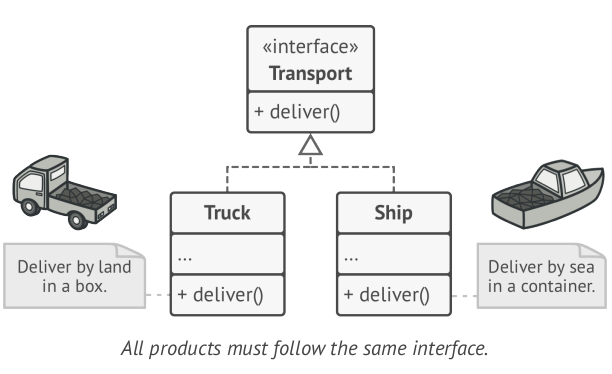 «interface»
Transport
+ deliver()
Truck
...
+ deliver()
Ship
...
+ deliver()
Deliver by land
in a box.
Deliver by sea
in a container.
All products must follow the same interface.